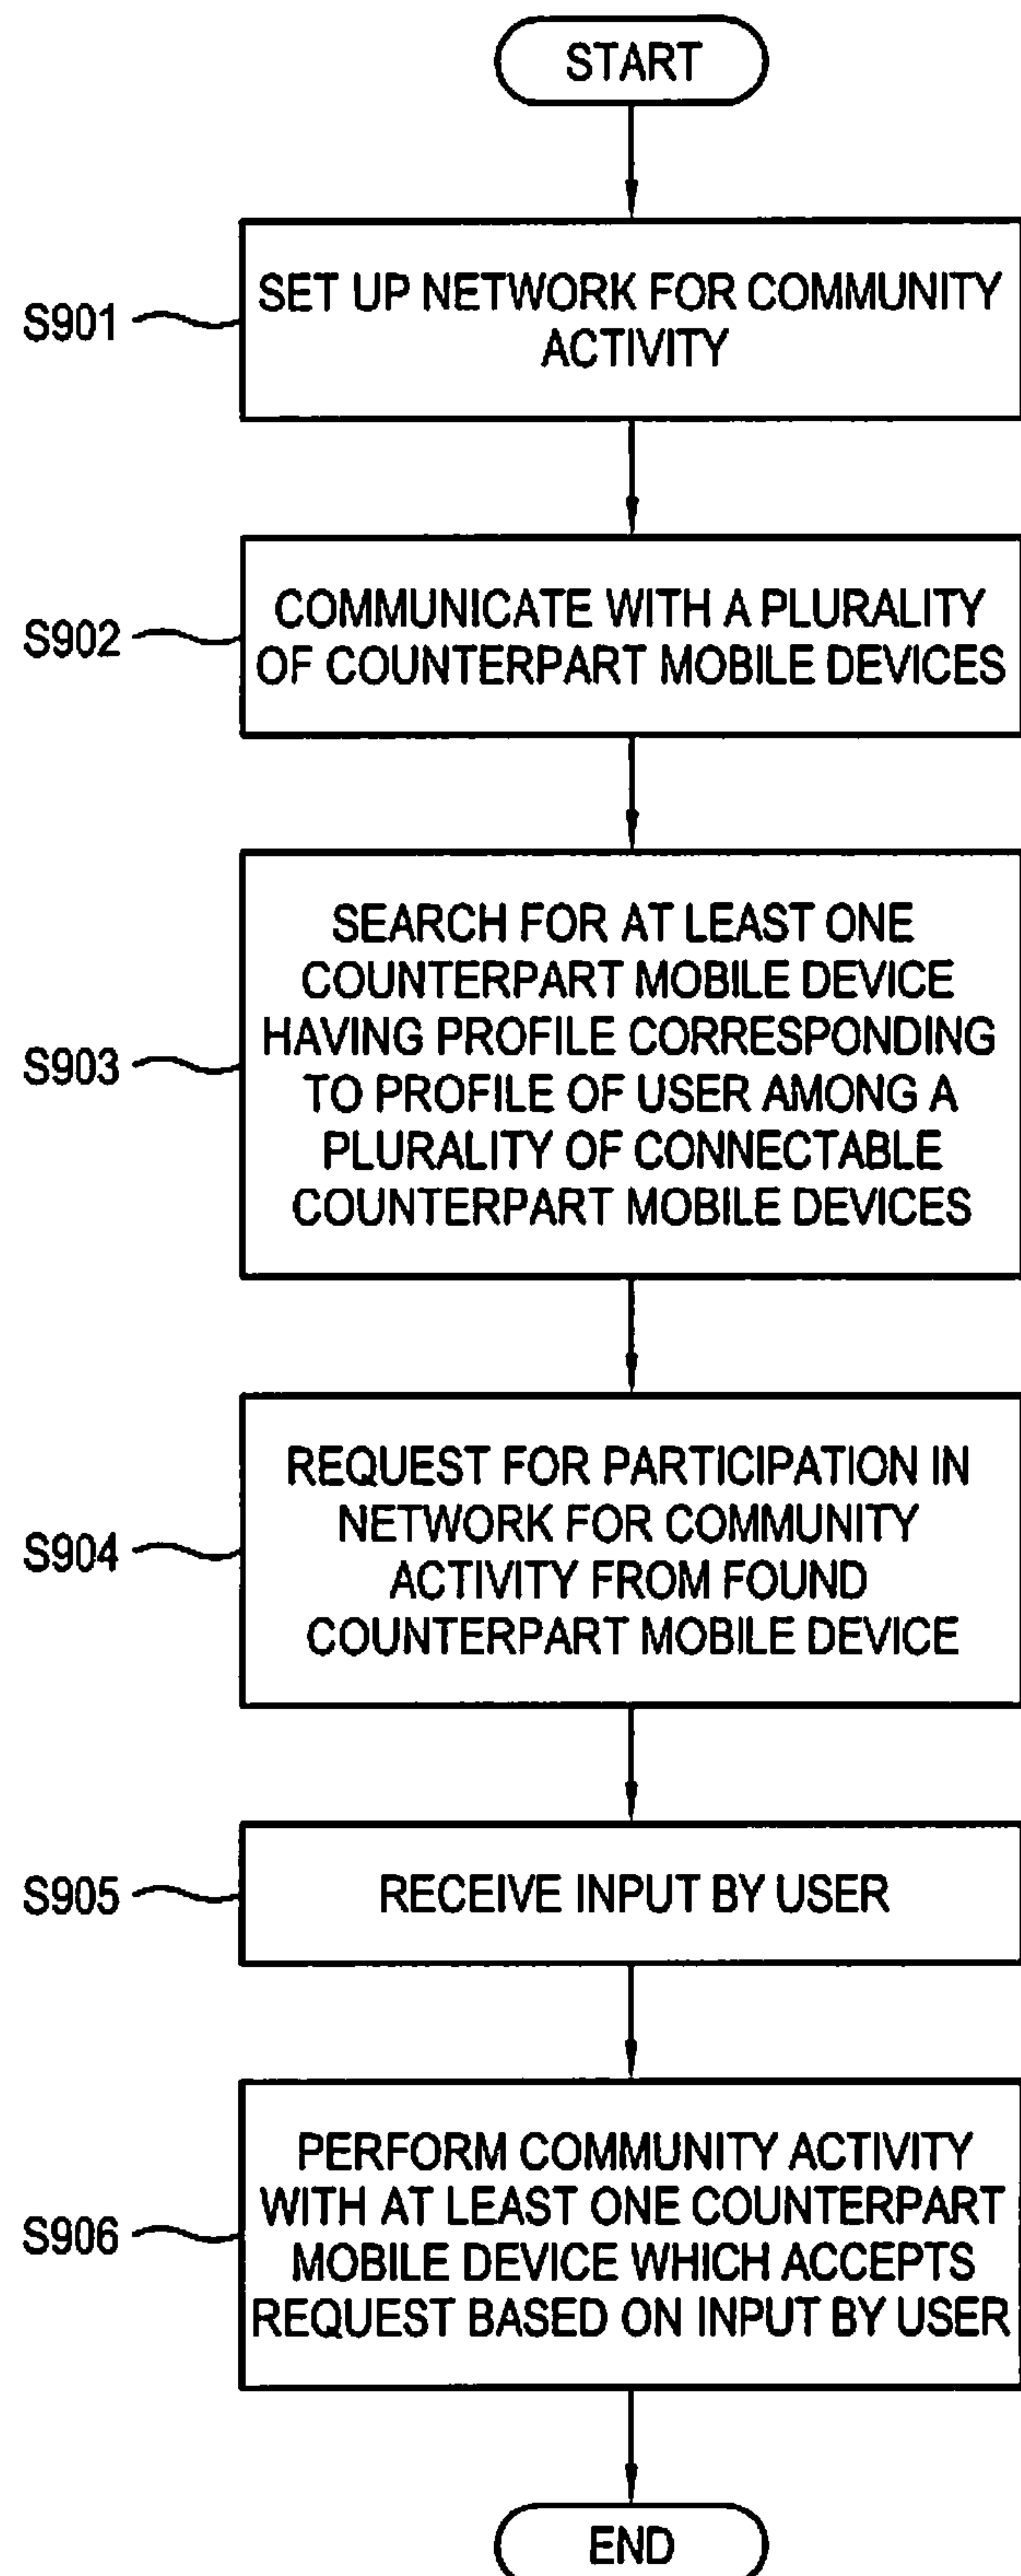 START
S901
SET UP NETWORK FOR COMMUNITY
ACTIVITY
S902
COMMUNICATE WITH A PLURALITY
OF COUNTERPART MOBILE DEVICES
S903
SEARCH FOR AT LEAST ONE
COUNTERPART MOBILE DEVICE
HAVING PROFILE CORRESPONDING
TO PROFILE OF USER AMONG A
PLURALITY OF CONNECTABLE
COUNTERPART MOBILE DEVICES
S904
REQUEST FOR PARTICIPATION IN
NETWORK FOR COMMUNITY
ACTIVITY FROM FOUND
COUNTERPART MOBILE DEVICE
S905
RECEIVE INPUT BY USER
S906
PERFORM COMMUNITY ACTIVITY
WITH AT LEAST ONE COUNTERPART
MOBILE DEVICE WHICH ACCEPTS
REQUEST BASED ON INPUT BY USER
END